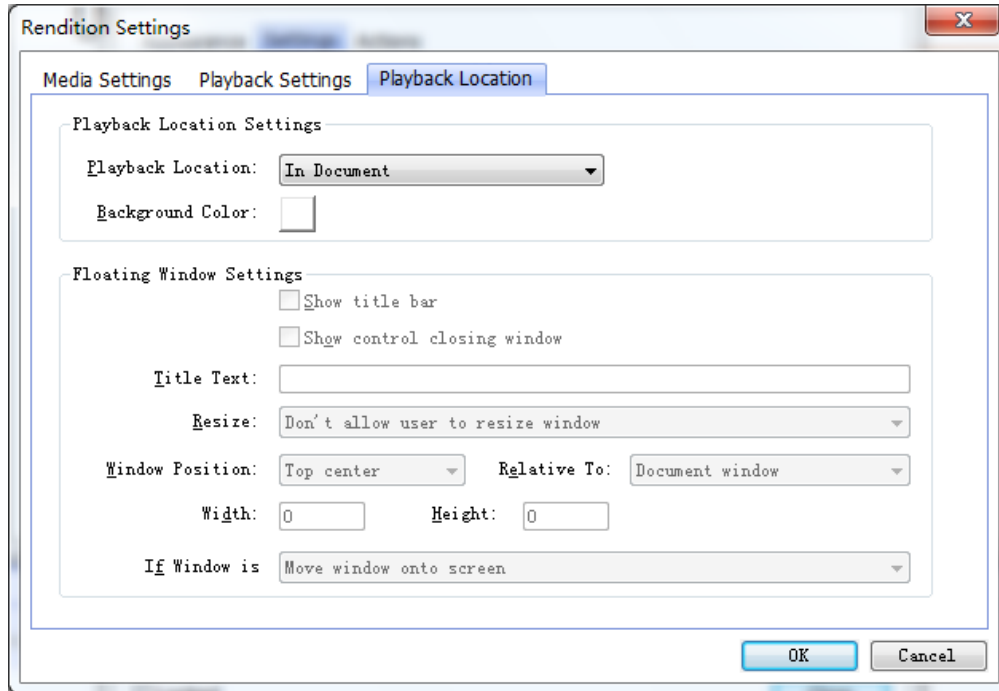 Rendition Settings
Settings Actions
Media Settings Playback Settings Playback Location
Playback Location Settings
Playback Location: In Document
Background Color:
Floating Window Settings
Show title bar
Show control closing window
Title Text:
Resize: Don't allow user to resize window
Window Position: Top center Relative To: Document window
Width: 0 Height: 0
If Window is Move window onto screen
OK Cancel